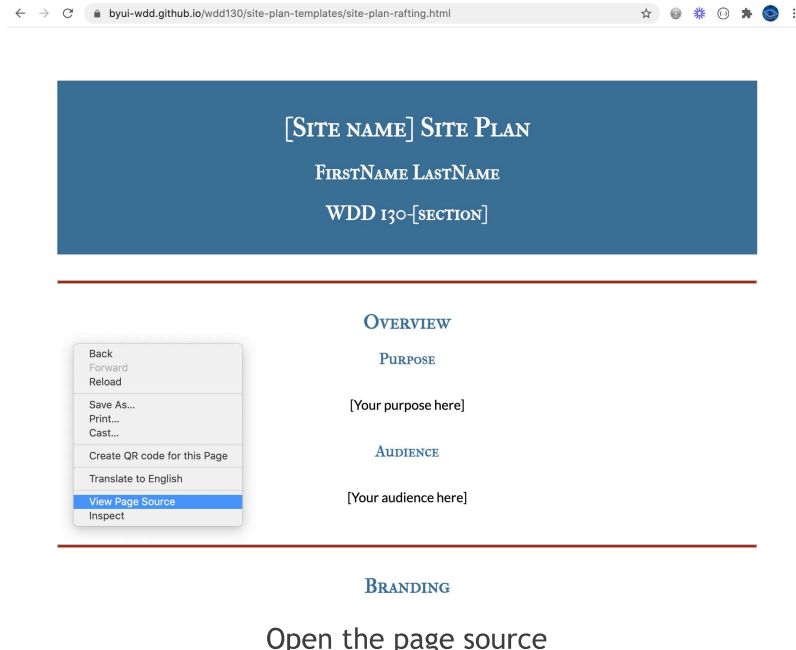 byui-wdd.github.io/wdd130/site-plan-templates/site-plan-rafting.html
[Site name] Site Plan
FirstName LastName
WDD 130-[section]
Overview
Purpose
[Your purpose here]
Audience
[Your audience here]
Back
Forward
Reload
Save As...
Print...
Cast...
Create QR code for this Page
Translate to English
View Page Source
Inspect
Branding
Open the page source